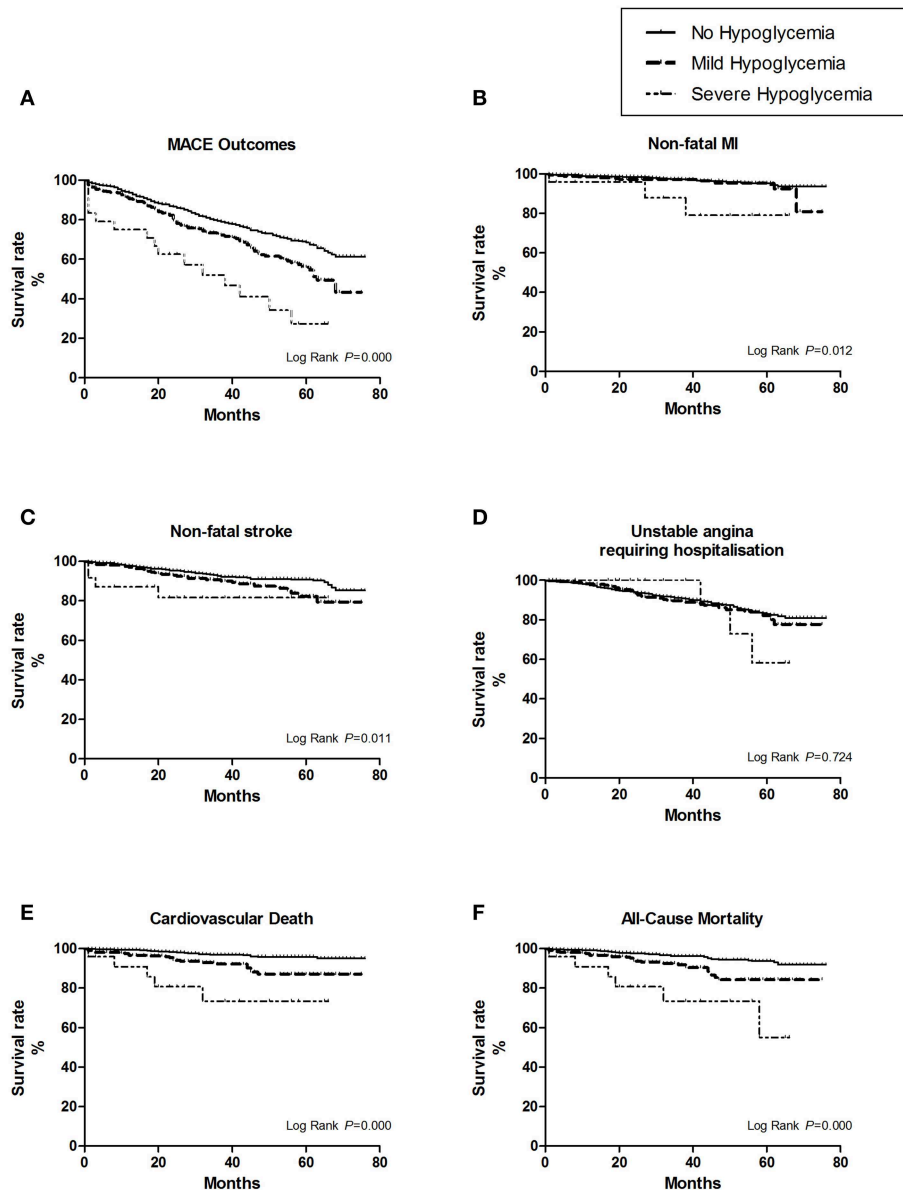 No Hypoglycemia
Mild Hypoglycemia
Severe Hypoglycemia
A
MACE Outcomes
100
80
60
40
20
0
0 20 40 60 80
Survival rate
%
Months
Log Rank P=0.000
B
Non-fatal MI
100
80
60
40
20
0
0 20 40 60 80
Survival rate
%
Months
Log Rank P=0.012
C
Non-fatal stroke
100
80
60
40
20
0
0 20 40 60 80
Survival rate
%
Months
Log Rank P=0.011
D
Unstable angina
requiring hospitalisation
100
80
60
40
20
0
0 20 40 60 80
Survival rate
%
Months
Log Rank P=0.724
E
Cardiovascular Death
100
80
60
40
20
0
0 20 40 60 80
Survival rate
%
Months
Log Rank P=0.000
F
All-Cause Mortality
100
80
60
40
20
0
0 20 40 60 80
Survival rate
%
Months
Log Rank P=0.000